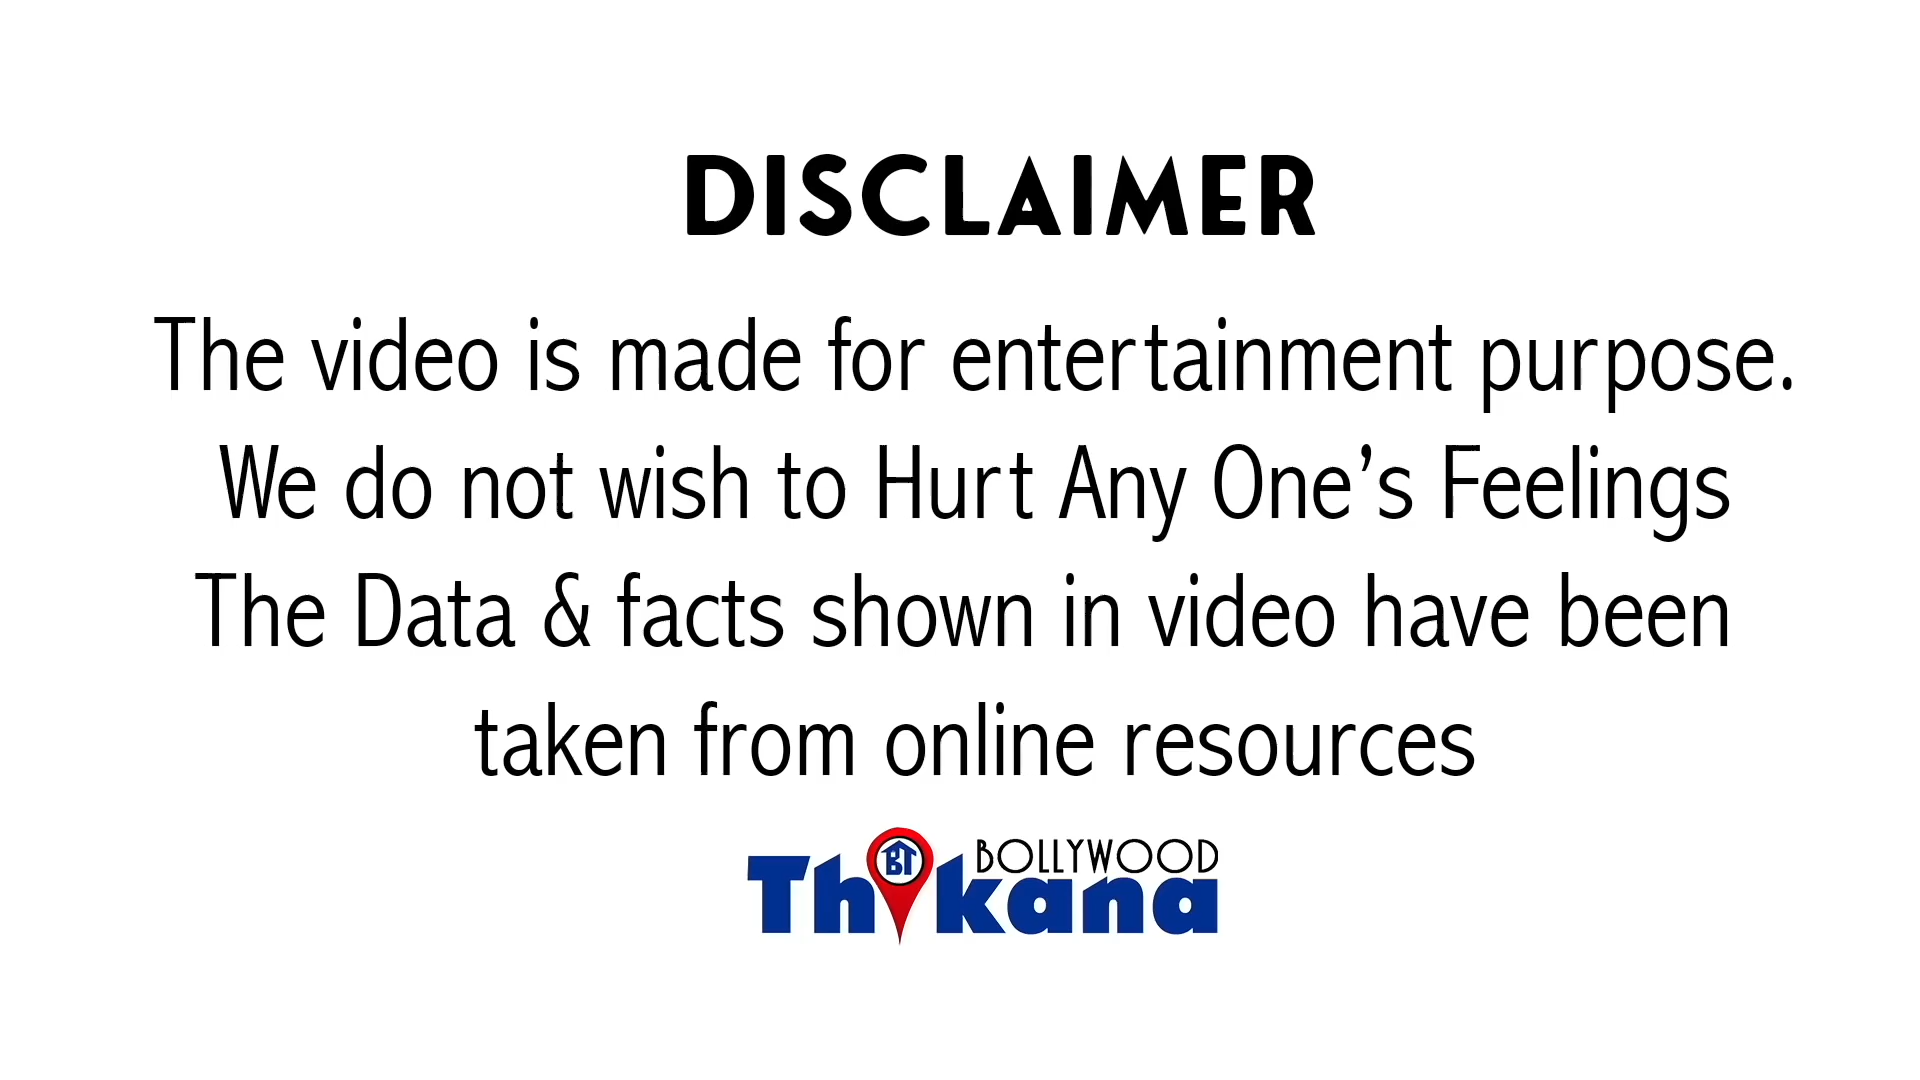 DISCLAIMER
The video is made for entertainment purpose.
We do not wish to Hurt Any One’s Feelings
The Data & facts shown in video have been
taken from online resources
BOLLYWOOD
BT
Thikana